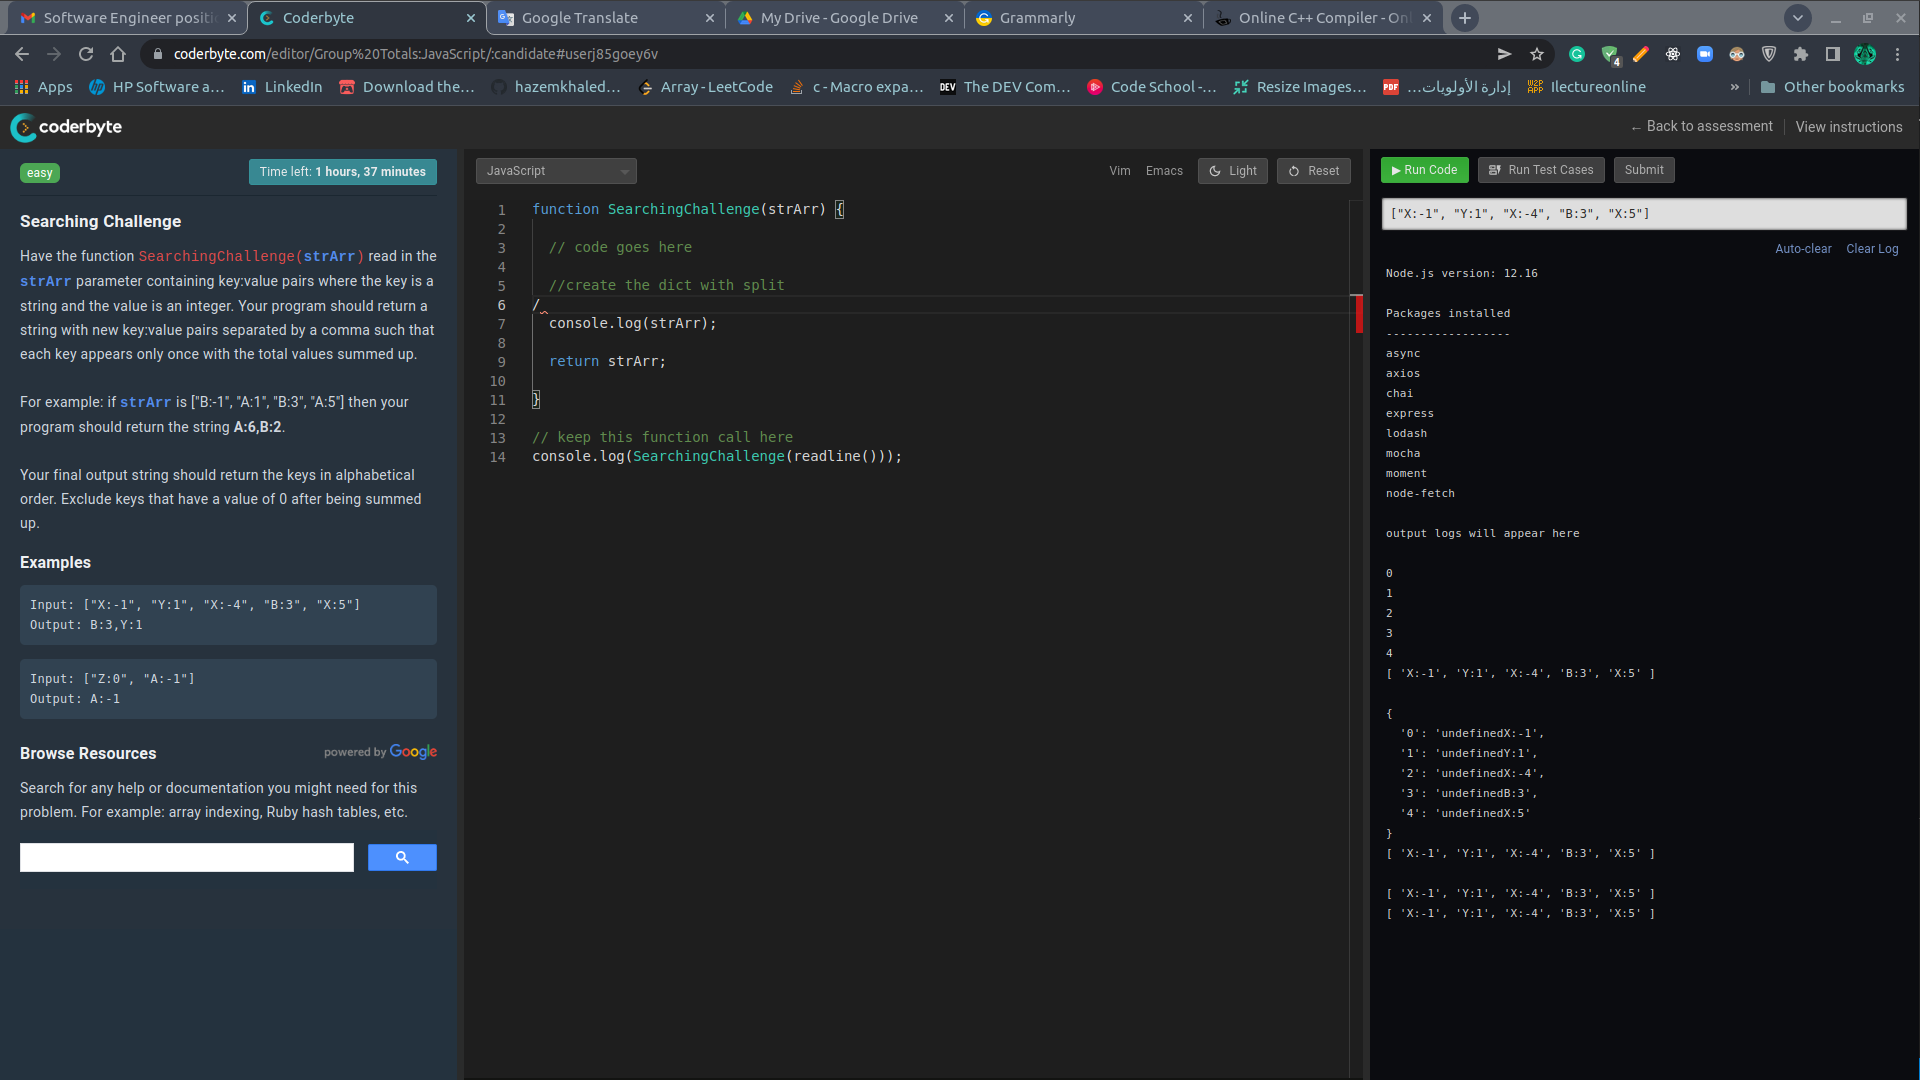 Software Engineer positi
Coderbyte
Google Translate
My Drive - Google Drive
Grammarly
Online C++ Compiler - Onl
coderbyte.com/editor/Group%20Totals:JavaScript/:candidate#userj85goey6v
4
Apps
HP Software a...
LinkedIn
Download the...
hazemkhaled...
Array - LeetCode
c - Macro expa...
DEV
The DEV Com...
Code School -...
Resize Images...
PDF
إدارة الأولويات...
Ilectureonline
»
Other bookmarks
coderbyte
← Back to assessment
View instructions
easy
Time left: 1 hours, 37 minutes
Searching Challenge
Have the function SearchingChallenge(strArr) read in the
strArr parameter containing key:value pairs where the key is a
string and the value is an integer. Your program should return a
string with new key:value pairs separated by a comma such that
each key appears only once with the total values summed up.
For example: if strArr is ["B:-1", "A:1", "B:3", "A:5"] then your
program should return the string A:6,B:2.
Your final output string should return the keys in alphabetical
order. Exclude keys that have a value of 0 after being summed
up.
Examples
Input: ["X:-1", "Y:1", "X:-4", "B:3", "X:5"]
Output: B:3,Y:1
Input: ["Z:0", "A:-1"]
Output: A:-1
Browse Resources
powered by Google
Search for any help or documentation you might need for this
problem. For example: array indexing, Ruby hash tables, etc.
JavaScript
Vim
Emacs
Light
Reset
1 function SearchingChallenge(strArr) {
2
3 // code goes here
4
5 //create the dict with split
6 /
7 console.log(strArr);
8
9 return strArr;
10
11 }
12
13 // keep this function call here
14 console.log(SearchingChallenge(readline()));
Run Code
Run Test Cases
Submit
["X:-1", "Y:1", "X:-4", "B:3", "X:5"]
Auto-clear
Clear Log
Node.js version: 12.16
Packages installed
------------------
async
axios
chai
express
lodash
mocha
moment
node-fetch
output logs will appear here
0
1
2
3
4
[ 'X:-1', 'Y:1', 'X:-4', 'B:3', 'X:5' ]
{
'0': 'undefinedX:-1',
'1': 'undefinedY:1',
'2': 'undefinedX:-4',
'3': 'undefinedB:3',
'4': 'undefinedX:5'
}
[ 'X:-1', 'Y:1', 'X:-4', 'B:3', 'X:5' ]
[ 'X:-1', 'Y:1', 'X:-4', 'B:3', 'X:5' ]
[ 'X:-1', 'Y:1', 'X:-4', 'B:3', 'X:5' ]